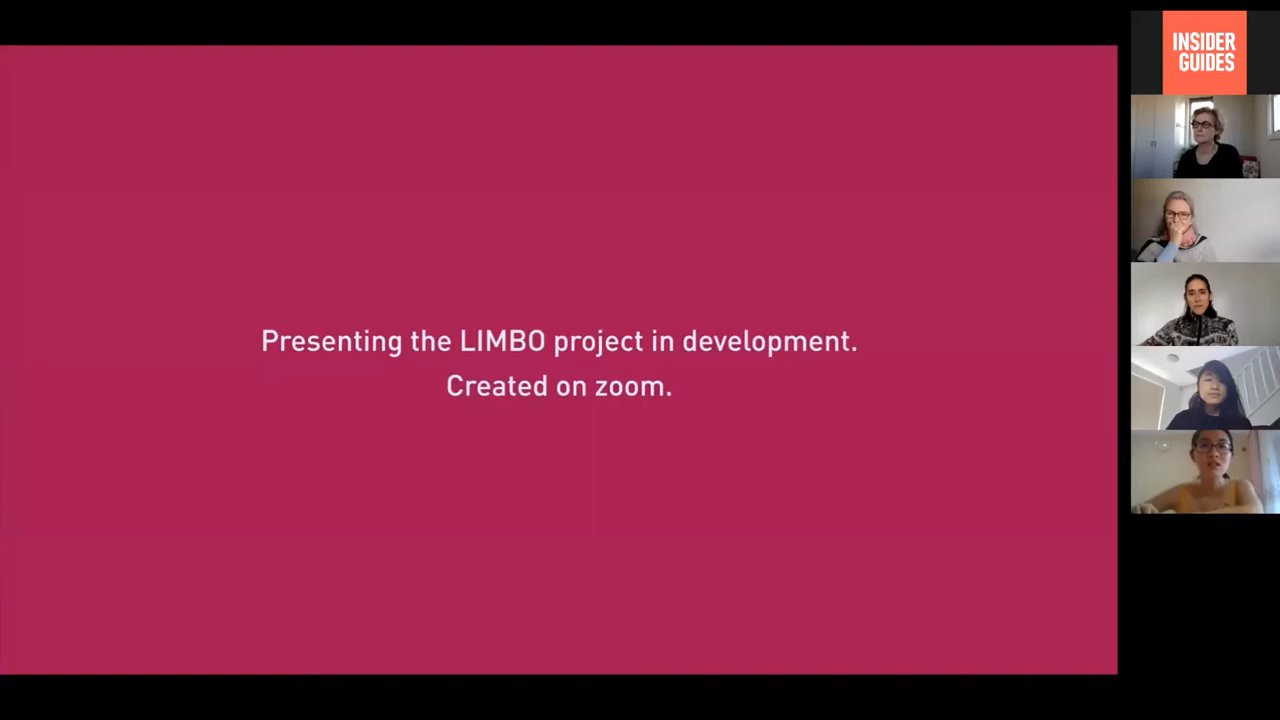 Presenting the LIMBO project in development.
Created on zoom.
INSIDER
GUIDES